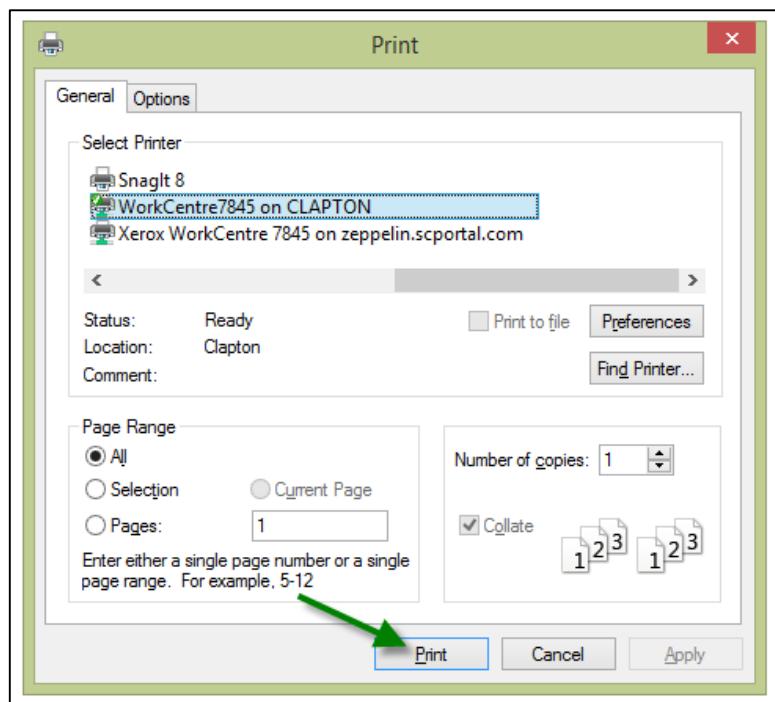 Print
General Options
Select Printer
SnagIt 8
WorkCentre7845 on CLAPTON
Xerox WorkCentre 7845 on zeppelin.scportal.com
Status: Ready
Print to file
Preferences
Location: Clapton
Comment:
Find Printer...
Page Range
All
Selection
Current Page
Pages: 1
Enter either a single page number or a single
page range. For example, 5-12
Number of copies: 1
Collate
1 2 3 1 2 3
Print Cancel Apply